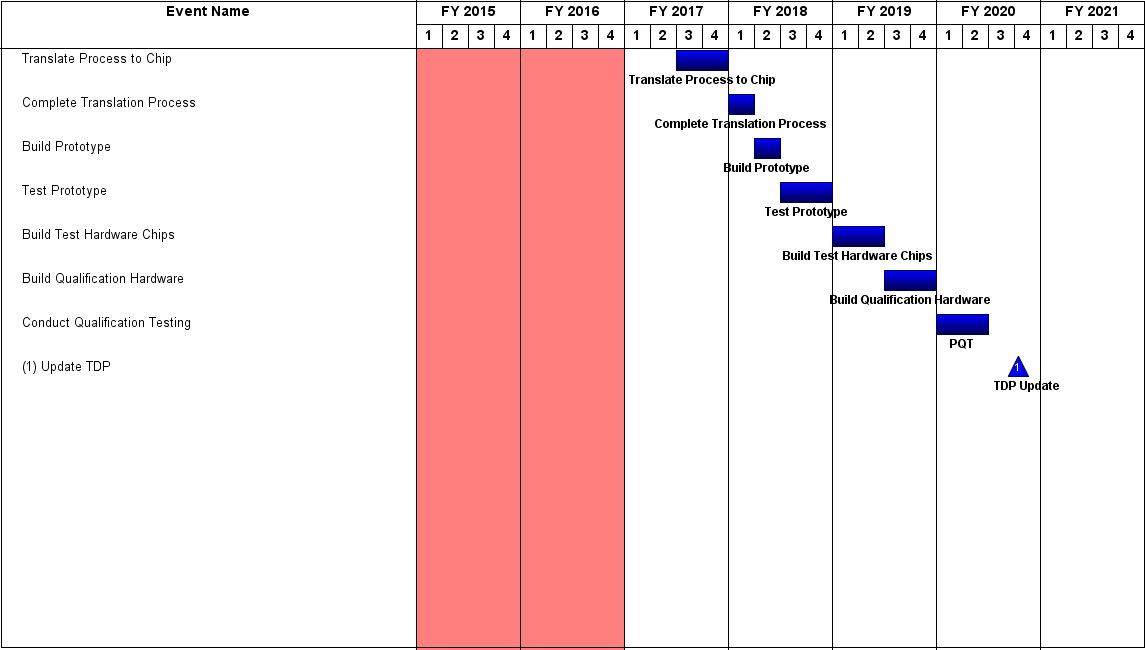 Event Name FY 2015 FY 2016 FY 2017 FY 2018 FY 2019 FY 2020 FY 2021
1 2 3 4 1 2 3 4 1 2 3 4 1 2 3 4 1 2 3 4 1 2 3 4 1 2 3 4
Translate Process to Chip
Translate Process to Chip
Complete Translation Process
Complete Translation Process
Build Prototype
Build Prototype
Test Prototype
Test Prototype
Build Test Hardware Chips
Build Test Hardware Chips
Build Qualification Hardware
Build Qualification Hardware
Conduct Qualification Testing
PQT
(1) Update TDP 1
TDP Update